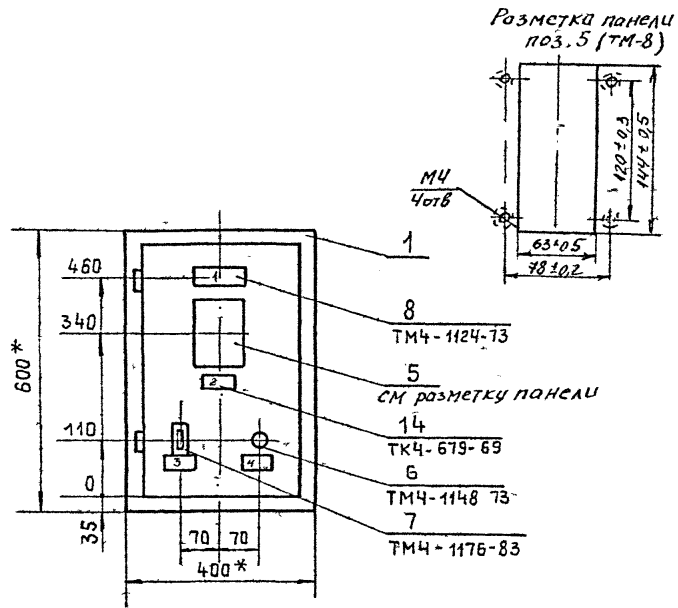 Разметка панели
поз. 5 (ТМ-8)
120±0,3
144±0,5
М4
4отв
63±0,5
78±0,2
1
460
1
8
ТМ4-1124-73
340
600*
5
см разметку панели
2
14
ТК4-679-69
110
3
4
6
ТМ4-1148 73
0
7
ТМ4-1176-83
35
70
70
400*